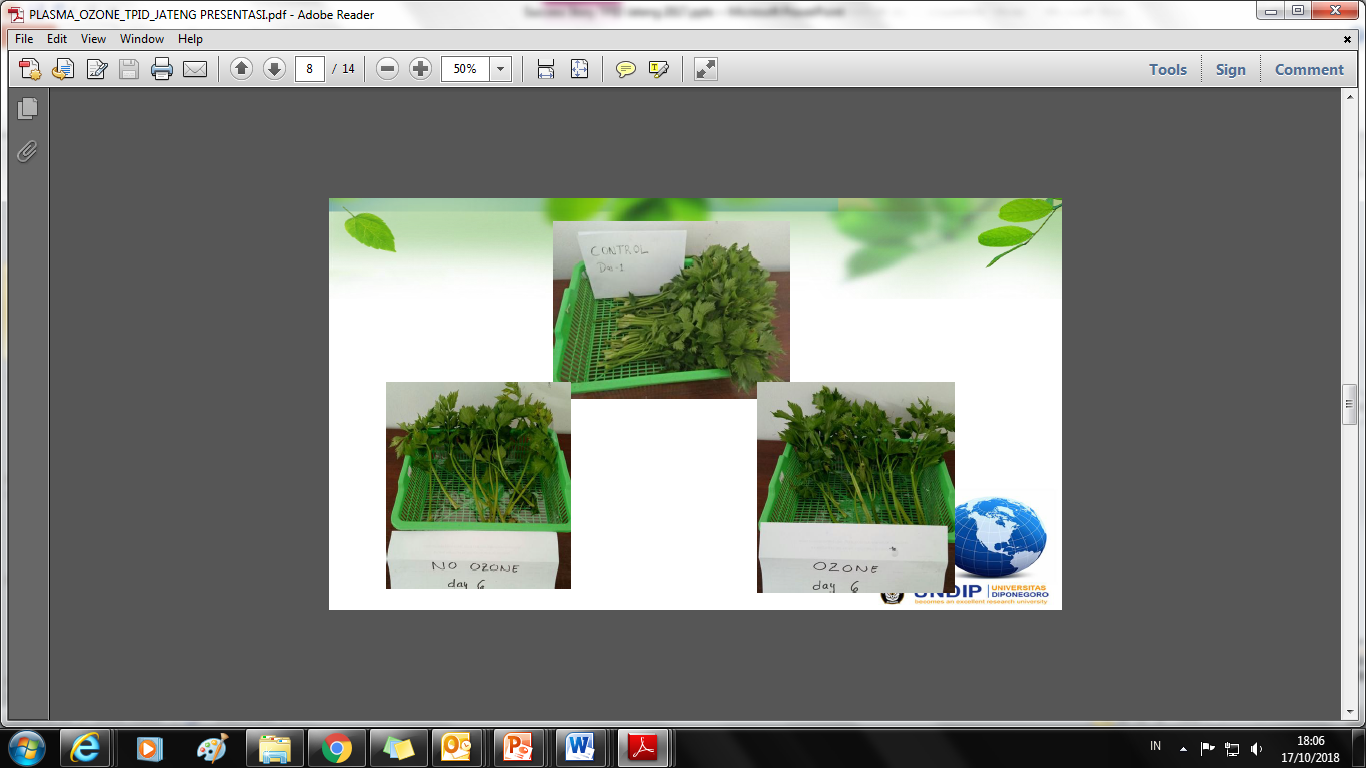 PLASMA_OZONE_TPID_JATENG PRESENTASI.pdf - Adobe Reader
File Edit View Window Help
8 / 14
50%
Tools Sign Comment
CONTROL
Day-1
NO OZONE
day 6
OZONE
day 6
UNDIP
UNIVERSITAS
DIPONEGORO
becomes an excellent research university
IN
18:06
17/10/2018